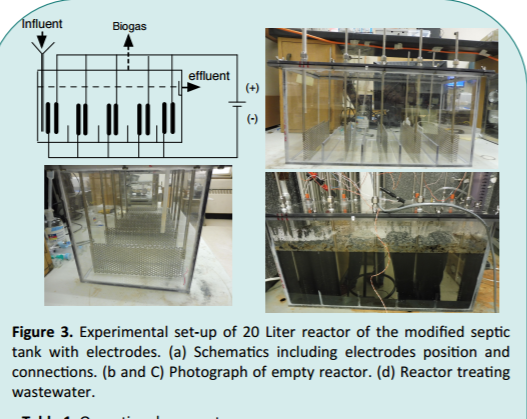 Influent
Biogas
effluent
(+)
(-)
Figure 3. Experimental set-up of 20 Liter reactor of the modified septic
tank with electrodes. (a) Schematics including electrodes position and
connections. (b and C) Photograph of empty reactor. (d) Reactor treating
wastewater.